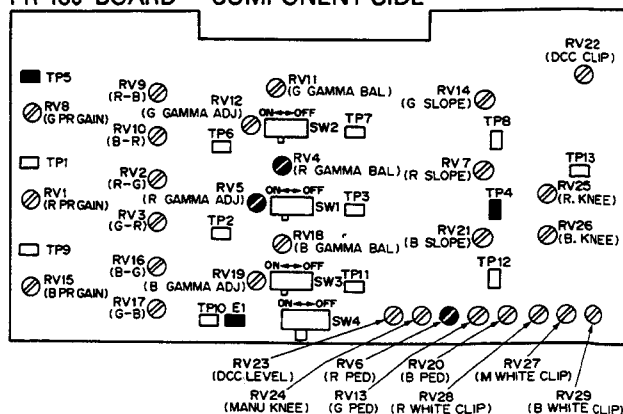 PR-100 BOARD COMPONENT SIDE
RV22
(DCC CLIP)
TP5
RV8
(G PR GAIN)
RV9
(R-B)
RV11
(G GAMMA BAL)
RV14
(G SLOPE)
RV12
(G GAMMA ADJ)
ON↔OFF
RV10
(B-R)
TP6
SW2
TP7
TP8
TP1
RV1
(R PR GAIN)
RV2
(R-G)
RV4
(R GAMMA BAL)
RV7
(R SLOPE)
TP13
RV5
(R GAMMA ADJ)
ON↔OFF
RV25
(R. KNEE)
RV3
(G-R)
TP2
SW1
TP3
TP4
TP9
RV18
(B GAMMA BAL)
RV21
(B SLOPE)
RV26
(B. KNEE)
RV15
(B PR GAIN)
RV16
(B-G)
RV19
(B GAMMA ADJ)
ON↔OFF
SW3
TP11
TP12
RV17
(G-B)
TP10
E1
ON↔OFF
SW4
RV23
(DCC LEVEL)
RV6
(R PED)
RV20
(B PED)
RV27
(M WHITE CLIP)
RV24
(MANU KNEE)
RV13
(G PED)
RV28
(R WHITE CLIP)
RV29
(B WHITE CLIP)